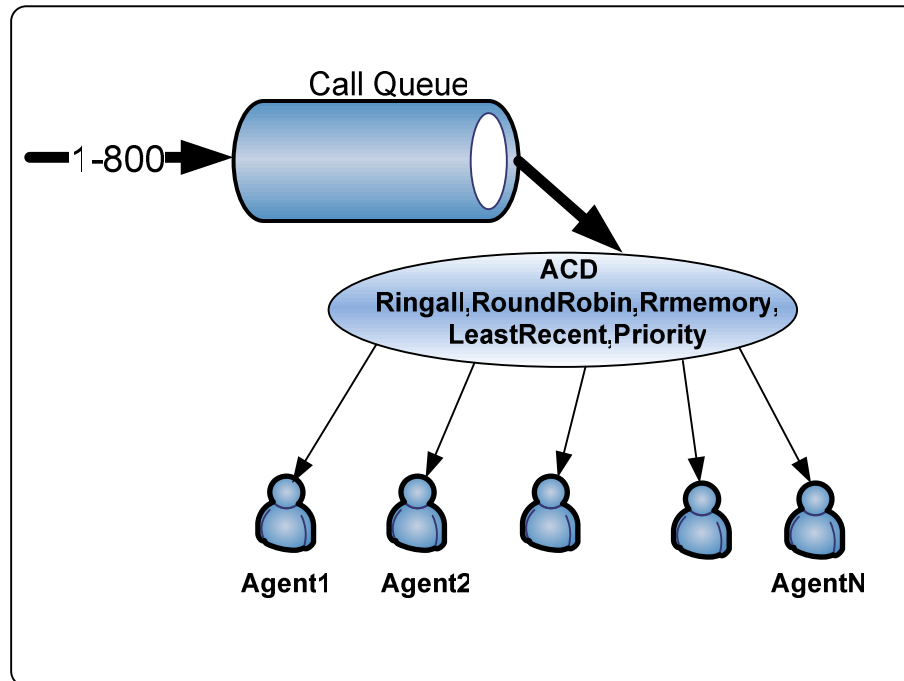 Call Queue
1-800
ACD
Ringall,RoundRobin,Rrmemory,
LeastRecent,Priority
Agent1
Agent2
AgentN